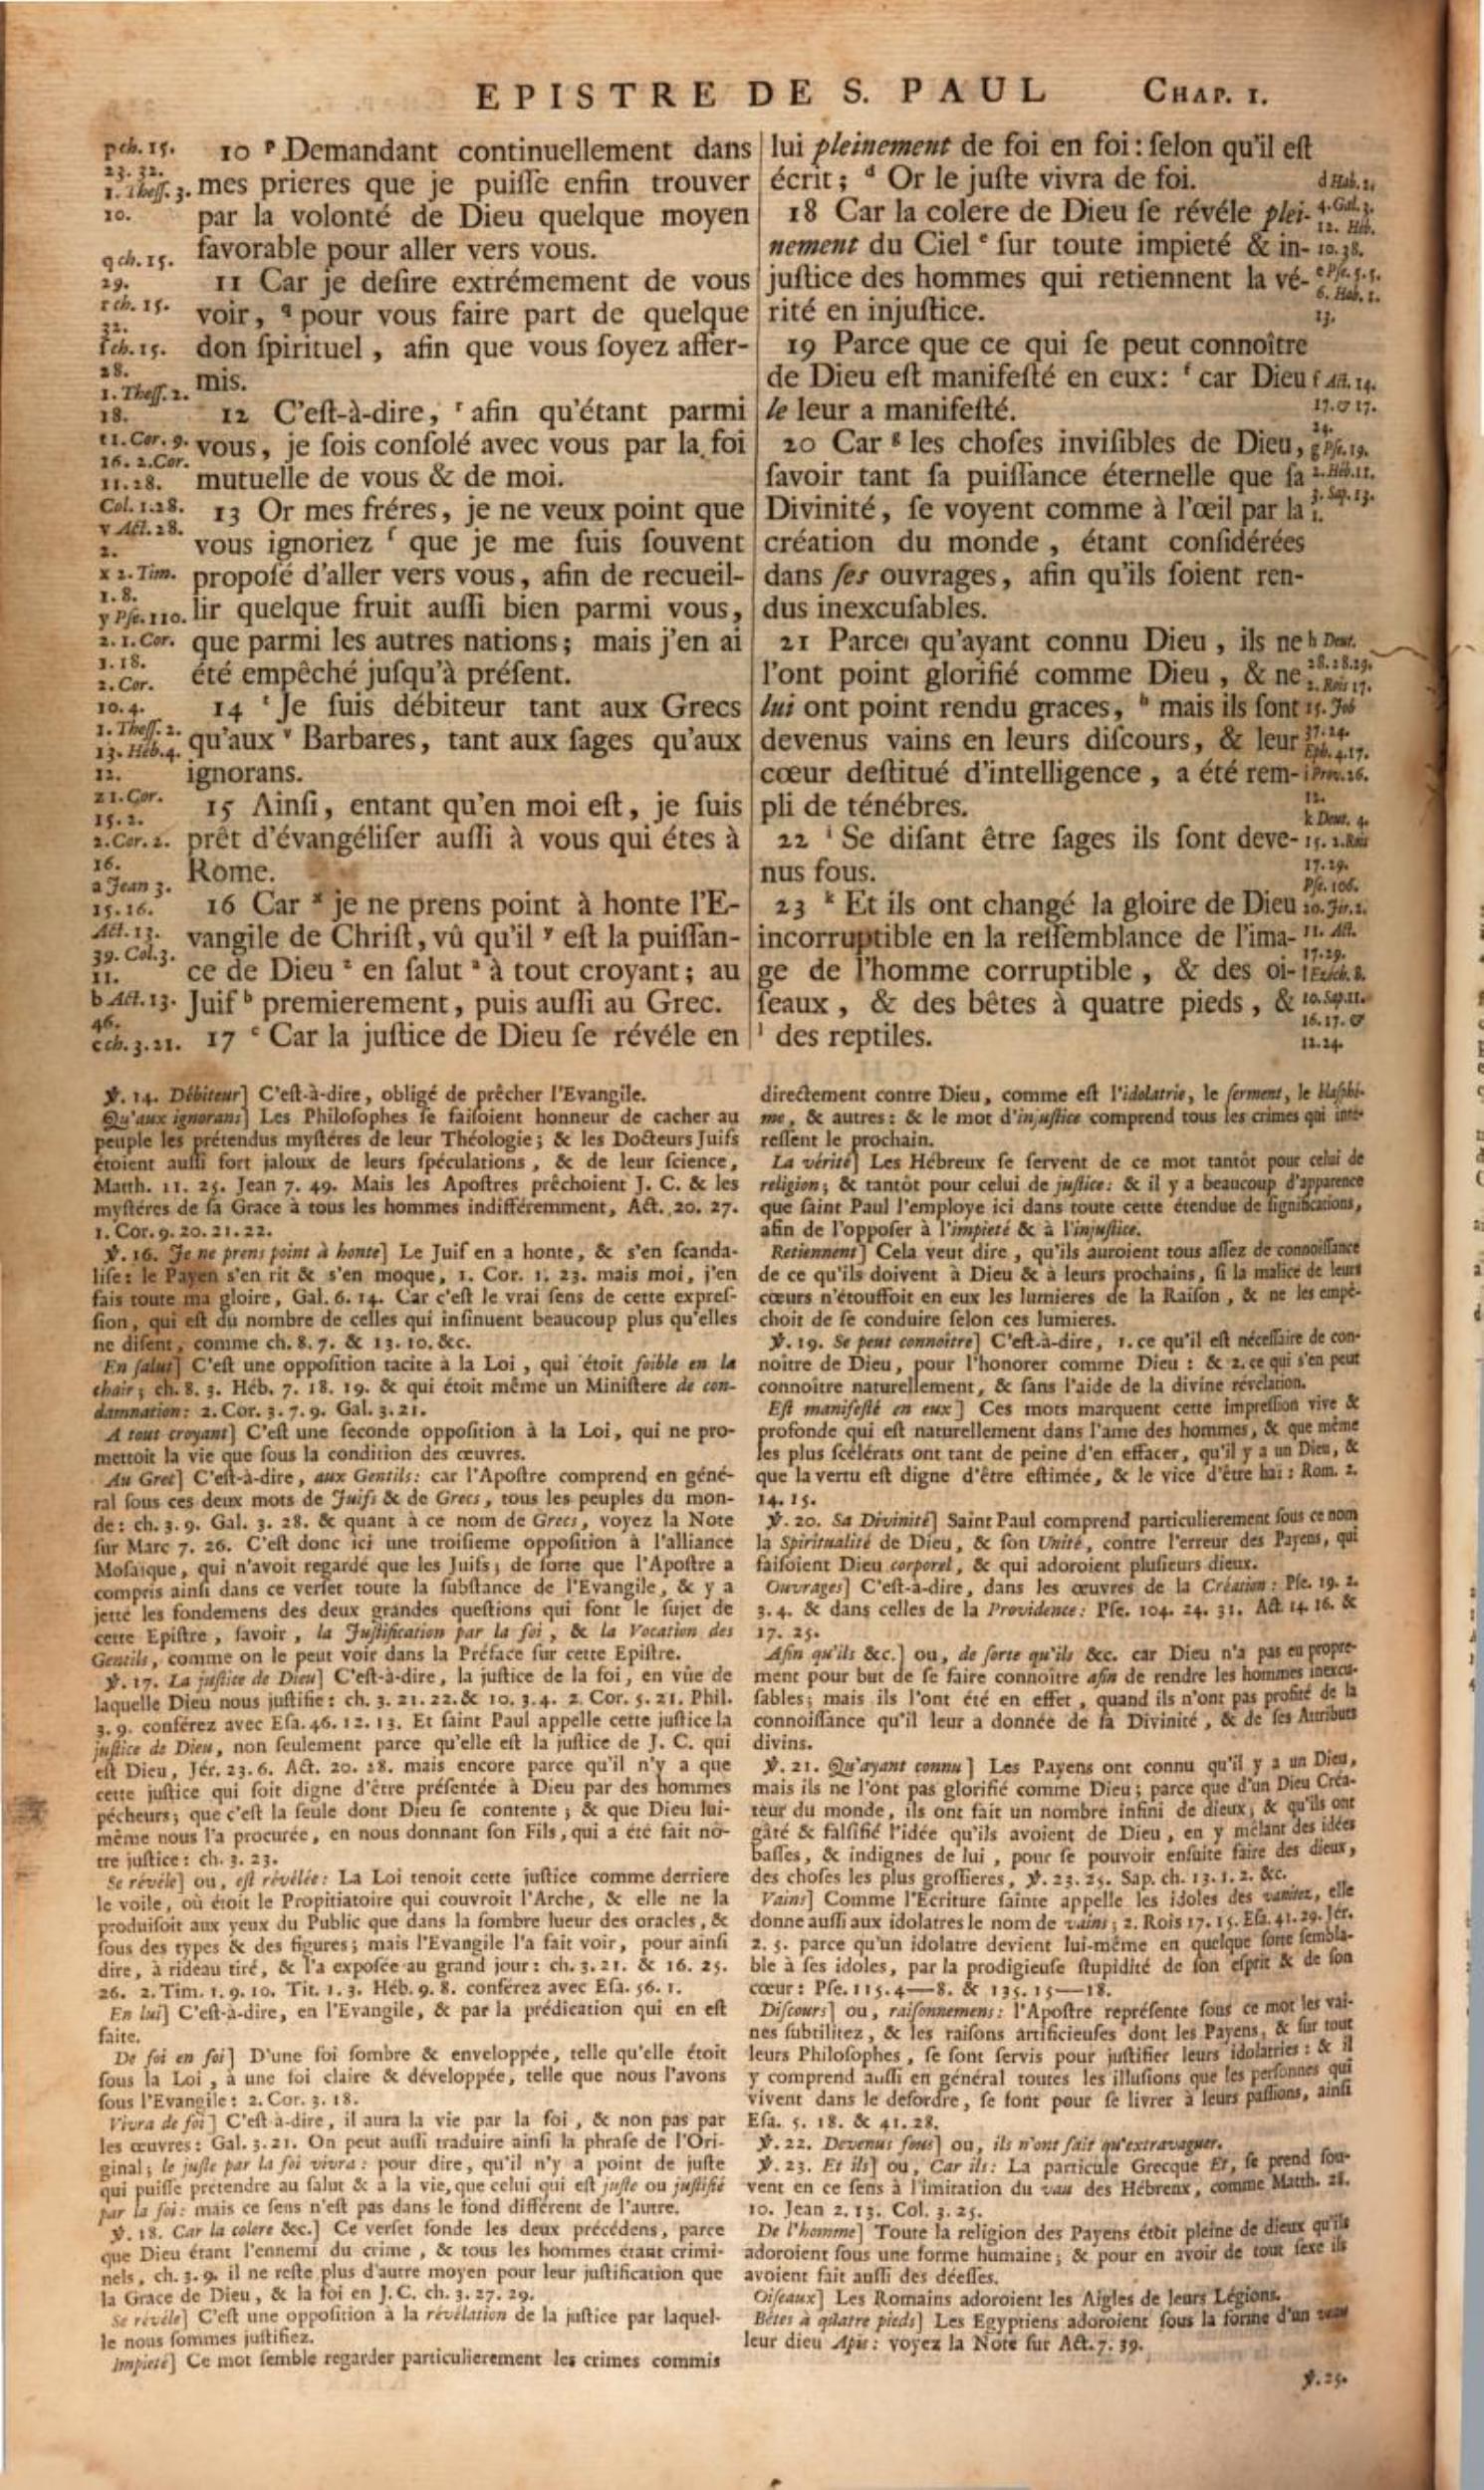 EPISTRE DE S. PAUL CHAP. I.
10 ᵖ Demandant continuellement dans
mes prieres que je puiſſe enfin trouver
par la volonté de Dieu quelque moyen
favorable pour aller vers vous.
11 Car je deſire extrémement de vous
voir, ᑫ pour vous faire part de quelque
don ſpirituel, afin que vous ſoyez affer-
mis.
12 C'eſt-à-dire, ʳ afin qu'étant parmi
vous, je ſois conſolé avec vous par la foi
mutuelle de vous & de moi.
13 Or mes fréres, je ne veux point que
vous ignoriez ᶠ que je me ſuis ſouvent
propoſé d'aller vers vous, afin de recueil-
lir quelque fruit auſſi bien parmi vous,
que parmi les autres nations; mais j'en ai
été empêché juſqu'à préſent.
14 ᵗ Je ſuis débiteur tant aux Grecs
qu'aux ᵛ Barbares, tant aux ſages qu'aux
ignorans.
15 Ainſi, entant qu'en moi eſt, je ſuis
prêt d'évangéliſer auſſi à vous qui étes à
Rome.
16 Car ˣ je ne prens point à honte l'E-
vangile de Chriſt, vû qu'il ʸ eſt la puiſſan-
ce de Dieu ᶻ en ſalut ᵃ à tout croyant; au
Juif ᵇ premierement, puis auſſi au Grec.
17 ᶜ Car la juſtice de Dieu ſe révéle en
p ch. 15.
23. 32.
1. Theſſ. 3.
10.
q ch. 15.
29.
r ch. 15.
32.
ſ ch. 15.
28.
1. Theſſ. 2.
18.
t 1. Cor. 9.
16. 2. Cor.
11. 28.
Col. 1. 28.
v Act. 28.
2.
x 2. Tim.
1. 8.
y Pſe. 110.
2. 1. Cor.
1. 18.
2. Cor.
10. 4.
1. Theſſ. 2.
13. Héb. 4.
12.
z 1. Cor.
15. 2.
2. Cor. 2.
16.
a Jean 3.
15. 16.
Act. 13.
39. Col. 3.
11.
b Act. 13.
46.
c ch. 3. 21.
lui pleinement de foi en foi: ſelon qu'il eſt
écrit; ᵈ Or le juſte vivra de foi.
18 Car la colere de Dieu ſe révéle plei-
nement du Ciel ᵉ ſur toute impieté & in-
juſtice des hommes qui retiennent la vé-
rité en injuſtice.
19 Parce que ce qui ſe peut connoître
de Dieu eſt manifeſté en eux: ᶠ car Dieu
le leur a manifeſté.
20 Car ᵍ les choſes inviſibles de Dieu,
ſavoir tant ſa puiſſance éternelle que ſa
Divinité, ſe voyent comme à l'œil par la
création du monde, étant conſidérées
dans ſes ouvrages, afin qu'ils ſoient ren-
dus inexcuſables.
21 Parce qu'ayant connu Dieu, ils ne
l'ont point glorifié comme Dieu, & ne
lui ont point rendu graces, ʰ mais ils ſont
devenus vains en leurs diſcours, & leur
cœur deſtitué d'intelligence, a été rem-
pli de ténébres.
22 ⁱ Se diſant être ſages ils ſont deve-
nus fous.
23 ᵏ Et ils ont changé la gloire de Dieu
incorruptible en la reſſemblance de l'ima-
ge de l'homme corruptible, & des oi-
ſeaux, & des bêtes à quatre pieds, &
ˡ des reptiles.
d Hab. 2.
4. Gal. 3.
12. Héb.
10. 38.
e Pſe. 5. 5.
6. Hab. 1.
13.
f Act. 14.
17. & 17.
24.
g Pſe. 19.
2. Héb. 11.
3. Sap. 13.
1.
h Deut.
28. 28. 29.
2. Rois 17.
15. Job
37. 24.
Eph. 4. 17.
i Prov. 26.
12.
k Deut. 4.
15. 2. Rois
17. 29.
Pſe. 106.
20. Jér. 2.
11. Act.
17. 29.
l Ezéch. 8.
10. Sap. 11.
16. 17. &
12. 24.
℣. 14. Débiteur] C'eſt-à-dire, obligé de prêcher l'Evangile.
Qu'aux ignorans] Les Philoſophes ſe faiſoient honneur de cacher au
peuple les prétendus myſtéres de leur Théologie; & les Docteurs Juifs
étoient auſſi fort jaloux de leurs ſpéculations, & de leur ſcience,
Matth. 11. 25. Jean 7. 49. Mais les Apoſtres prêchoient J. C. & les
myſtéres de ſa Grace à tous les hommes indifféremment, Act. 20. 27.
1. Cor. 9. 20. 21. 22.
℣. 16. Je ne prens point à honte] Le Juif en a honte, & s'en ſcanda-
liſe: le Payen s'en rit & s'en moque, 1. Cor. 1. 23. mais moi, j'en
fais toute ma gloire, Gal. 6. 14. Car c'eſt le vrai ſens de cette expreſ-
ſion, qui eſt du nombre de celles qui inſinuent beaucoup plus qu'elles
ne diſent, comme ch. 8. 7. & 13. 10. &c.
En ſalut] C'eſt une oppoſition tacite à la Loi, qui étoit foible en la
chair; ch. 8. 3. Héb. 7. 18. 19. & qui étoit même un Miniſtere de con-
damnation: 2. Cor. 3. 7. 9. Gal. 3. 21.
A tout croyant] C'eſt une ſeconde oppoſition à la Loi, qui ne pro-
mettoit la vie que ſous la condition des œuvres.
Au Grec] C'eſt-à-dire, aux Gentils: car l'Apoſtre comprend en géné-
ral ſous ces deux mots de Juifs & de Grecs, tous les peuples du mon-
de: ch. 3. 9. Gal. 3. 28. & quant à ce nom de Grecs, voyez la Note
ſur Marc 7. 26. C'eſt donc ici une troiſieme oppoſition à l'alliance
Moſaïque, qui n'avoit regardé que les Juifs; de ſorte que l'Apoſtre a
compris ainſi dans ce verſet toute la ſubſtance de l'Evangile, & y a
jetté les fondemens des deux grandes queſtions qui font le ſujet de
cette Epiſtre, ſavoir, la Juſtification par la foi, & la Vocation des
Gentils, comme on le peut voir dans la Préface ſur cette Epiſtre.
℣. 17. La juſtice de Dieu] C'eſt-à-dire, la juſtice de la foi, en vûe de
laquelle Dieu nous juſtifie: ch. 3. 21. 22. & 10. 3. 4. 2. Cor. 5. 21. Phil.
3. 9. conférez avec Eſa. 46. 12. 13. Et ſaint Paul appelle cette juſtice la
juſtice de Dieu, non ſeulement parce qu'elle eſt la juſtice de J. C. qui
eſt Dieu, Jér. 23. 6. Act. 20. 28. mais encore parce qu'il n'y a que
cette juſtice qui ſoit digne d'être préſentée à Dieu par des hommes
pécheurs; que c'eſt la ſeule dont Dieu ſe contente; & que Dieu lui-
même nous l'a procurée, en nous donnant ſon Fils, qui a été fait nô-
tre juſtice: ch. 3. 23.
Se révéle] ou, eſt révélée: La Loi tenoit cette juſtice comme derriere
le voile, où étoit le Propitiatoire qui couvroit l'Arche, & elle ne la
produiſoit aux yeux du Public que dans la ſombre lueur des oracles, &
ſous des types & des figures; mais l'Evangile l'a fait voir, pour ainſi
dire, à rideau tiré, & l'a expoſée au grand jour: ch. 3. 21. & 16. 25.
26. 2. Tim. 1. 9. 10. Tit. 1. 3. Héb. 9. 8. conférez avec Eſa. 56. 1.
En lui] C'eſt-à-dire, en l'Evangile, & par la prédication qui en eſt
faite.
De foi en foi] D'une foi ſombre & enveloppée, telle qu'elle étoit
ſous la Loi, à une foi claire & développée, telle que nous l'avons
ſous l'Evangile: 2. Cor. 3. 18.
Vivra de foi] C'eſt-à-dire, il aura la vie par la foi, & non pas par
les œuvres: Gal. 3. 21. On peut auſſi traduire ainſi la phraſe de l'Ori-
ginal; le juſte par la foi vivra: pour dire, qu'il n'y a point de juſte
qui puiſſe prétendre au ſalut & à la vie, que celui qui eſt juſte ou juſtifié
par la foi: mais ce ſens n'eſt pas dans le fond différent de l'autre.
℣. 18. Car la colere &c.] Ce verſet fonde les deux précédens, parce
que Dieu étant l'ennemi du crime, & tous les hommes étant crimi-
nels, ch. 3. 9. il ne reſte plus d'autre moyen pour leur juſtification que
la Grace de Dieu, & la foi en J. C. ch. 3. 27. 29.
Se révéle] C'eſt une oppoſition à la révélation de la juſtice par laquel-
le nous ſommes juſtifiez.
Impieté] Ce mot ſemble regarder particulierement les crimes commis
directement contre Dieu, comme eſt l'idolatrie, le ſerment, le blaſphê-
me, & autres: & le mot d'injuſtice comprend tous les crimes qui inté-
reſſent le prochain.
La vérité] Les Hébreux ſe ſervent de ce mot tantôt pour celui de
religion; & tantôt pour celui de juſtice: & il y a beaucoup d'apparence
que ſaint Paul l'employe ici dans toute cette étendue de ſignifications,
afin de l'oppoſer à l'impieté & à l'injuſtice.
Retiennent] Cela veut dire, qu'ils auroient tous aſſez de connoiſſance
de ce qu'ils doivent à Dieu & à leurs prochains, ſi la malice de leurs
cœurs n'étouffoit en eux les lumieres de la Raiſon, & ne les empê-
choit de ſe conduire ſelon ces lumieres.
℣. 19. Se peut connoître] C'eſt-à-dire, 1. ce qu'il eſt néceſſaire de con-
noître de Dieu, pour l'honorer comme Dieu: & 2. ce qui s'en peut
connoître naturellement, & ſans l'aide de la divine révélation.
Eſt manifeſté en eux] Ces mots marquent cette impreſſion vive &
profonde qui eſt naturellement dans l'ame des hommes, & que même
les plus ſcélérats ont tant de peine d'en effacer, qu'il y a un Dieu, &
que la vertu eſt digne d'être eſtimée, & le vice d'être haï: Rom. 2.
14. 15.
℣. 20. Sa Divinité] Saint Paul comprend particulierement ſous ce nom
la Spiritualité de Dieu, & ſon Unité, contre l'erreur des Payens, qui
faiſoient Dieu corporel, & qui adoroient pluſieurs dieux.
Ouvrages] C'eſt-à-dire, dans les œuvres de la Création: Pſe. 19. 2.
3. 4. & dans celles de la Providence: Pſe. 104. 24. 31. Act. 14. 16. &
17. 25.
Afin qu'ils &c.] ou, de ſorte qu'ils &c. car Dieu n'a pas eu propre-
ment pour but de ſe faire connoître afin de rendre les hommes inexcu-
ſables; mais ils l'ont été en effet, quand ils n'ont pas profité de la
connoiſſance qu'il leur a donnée de ſa Divinité, & de ſes Attributs
divins.
℣. 21. Qu'ayant connu] Les Payens ont connu qu'il y a un Dieu,
mais ils ne l'ont pas glorifié comme Dieu; parce que d'un Dieu Créa-
teur du monde, ils ont fait un nombre infini de dieux; & qu'ils ont
gâté & falſifié l'idée qu'ils avoient de Dieu, en y mêlant des idées
baſſes, & indignes de lui, pour ſe pouvoir enſuite faire des dieux,
des choſes les plus groſſieres, ℣. 23. 25. Sap. ch. 13. 1. 2. &c.
Vains] Comme l'Ecriture ſainte appelle les idoles des vanitez, elle
donne auſſi aux idolatres le nom de vains; 2. Rois 17. 15. Eſa. 41. 29. Jér.
2. 5. parce qu'un idolatre devient lui-même en quelque ſorte ſembla-
ble à ſes idoles, par la prodigieuſe ſtupidité de ſon eſprit & de ſon
cœur: Pſe. 115. 4—8. & 135. 15—18.
Diſcours] ou, raiſonnemens: l'Apoſtre repréſente ſous ce mot les vai-
nes ſubtilitez, & les raiſons artificieuſes dont les Payens, & ſur tout
leurs Philoſophes, ſe ſont ſervis pour juſtifier leurs idolatries: & il
y comprend auſſi en général toutes les illuſions que les perſonnes qui
vivent dans le deſordre, ſe font pour ſe livrer à leurs paſſions, ainſi
Eſa. 5. 18. & 41. 28.
℣. 22. Devenus fous] ou, ils n'ont fait qu'extravaguer.
℣. 23. Et ils] ou, Car ils: La particule Grecque Et, ſe prend ſou-
vent en ce ſens à l'imitation du vau des Hébreux, comme Matth. 28.
10. Jean 2. 13. Col. 3. 25.
De l'homme] Toute la religion des Payens étoit pleine de dieux qu'ils
adoroient ſous une forme humaine; & pour en avoir de tout ſexe ils
avoient fait auſſi des déeſſes.
Oiſeaux] Les Romains adoroient les Aigles de leurs Légions.
Bêtes à quatre pieds] Les Egyptiens adoroient ſous la forme d'un veau
leur dieu Apis: voyez la Note ſur Act. 7. 39.
℣. 25.